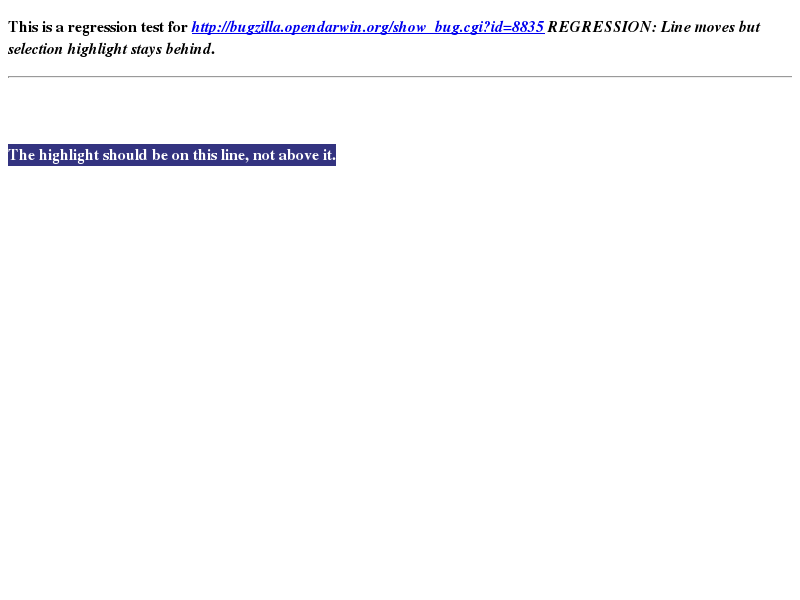 This is a regression test for http://bugzilla.opendarwin.org/show_bug.cgi?id=8835 REGRESSION: Line moves but
selection highlight stays behind.
The highlight should be on this line, not above it.